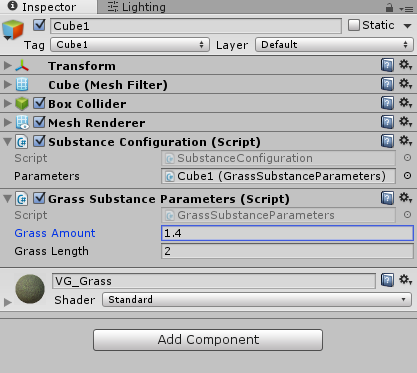 Inspector Lighting
Cube1 Static
Tag Cube1 Layer Default
Transform
Cube (Mesh Filter)
Box Collider
Mesh Renderer
Substance Configuration (Script)
Script SubstanceConfiguration
Parameters Cube1 (GrassSubstanceParameters)
Grass Substance Parameters (Script)
Script GrassSubstanceParameters
Grass Amount 1.4
Grass Length 2
VG_Grass
Shader Standard
Add Component